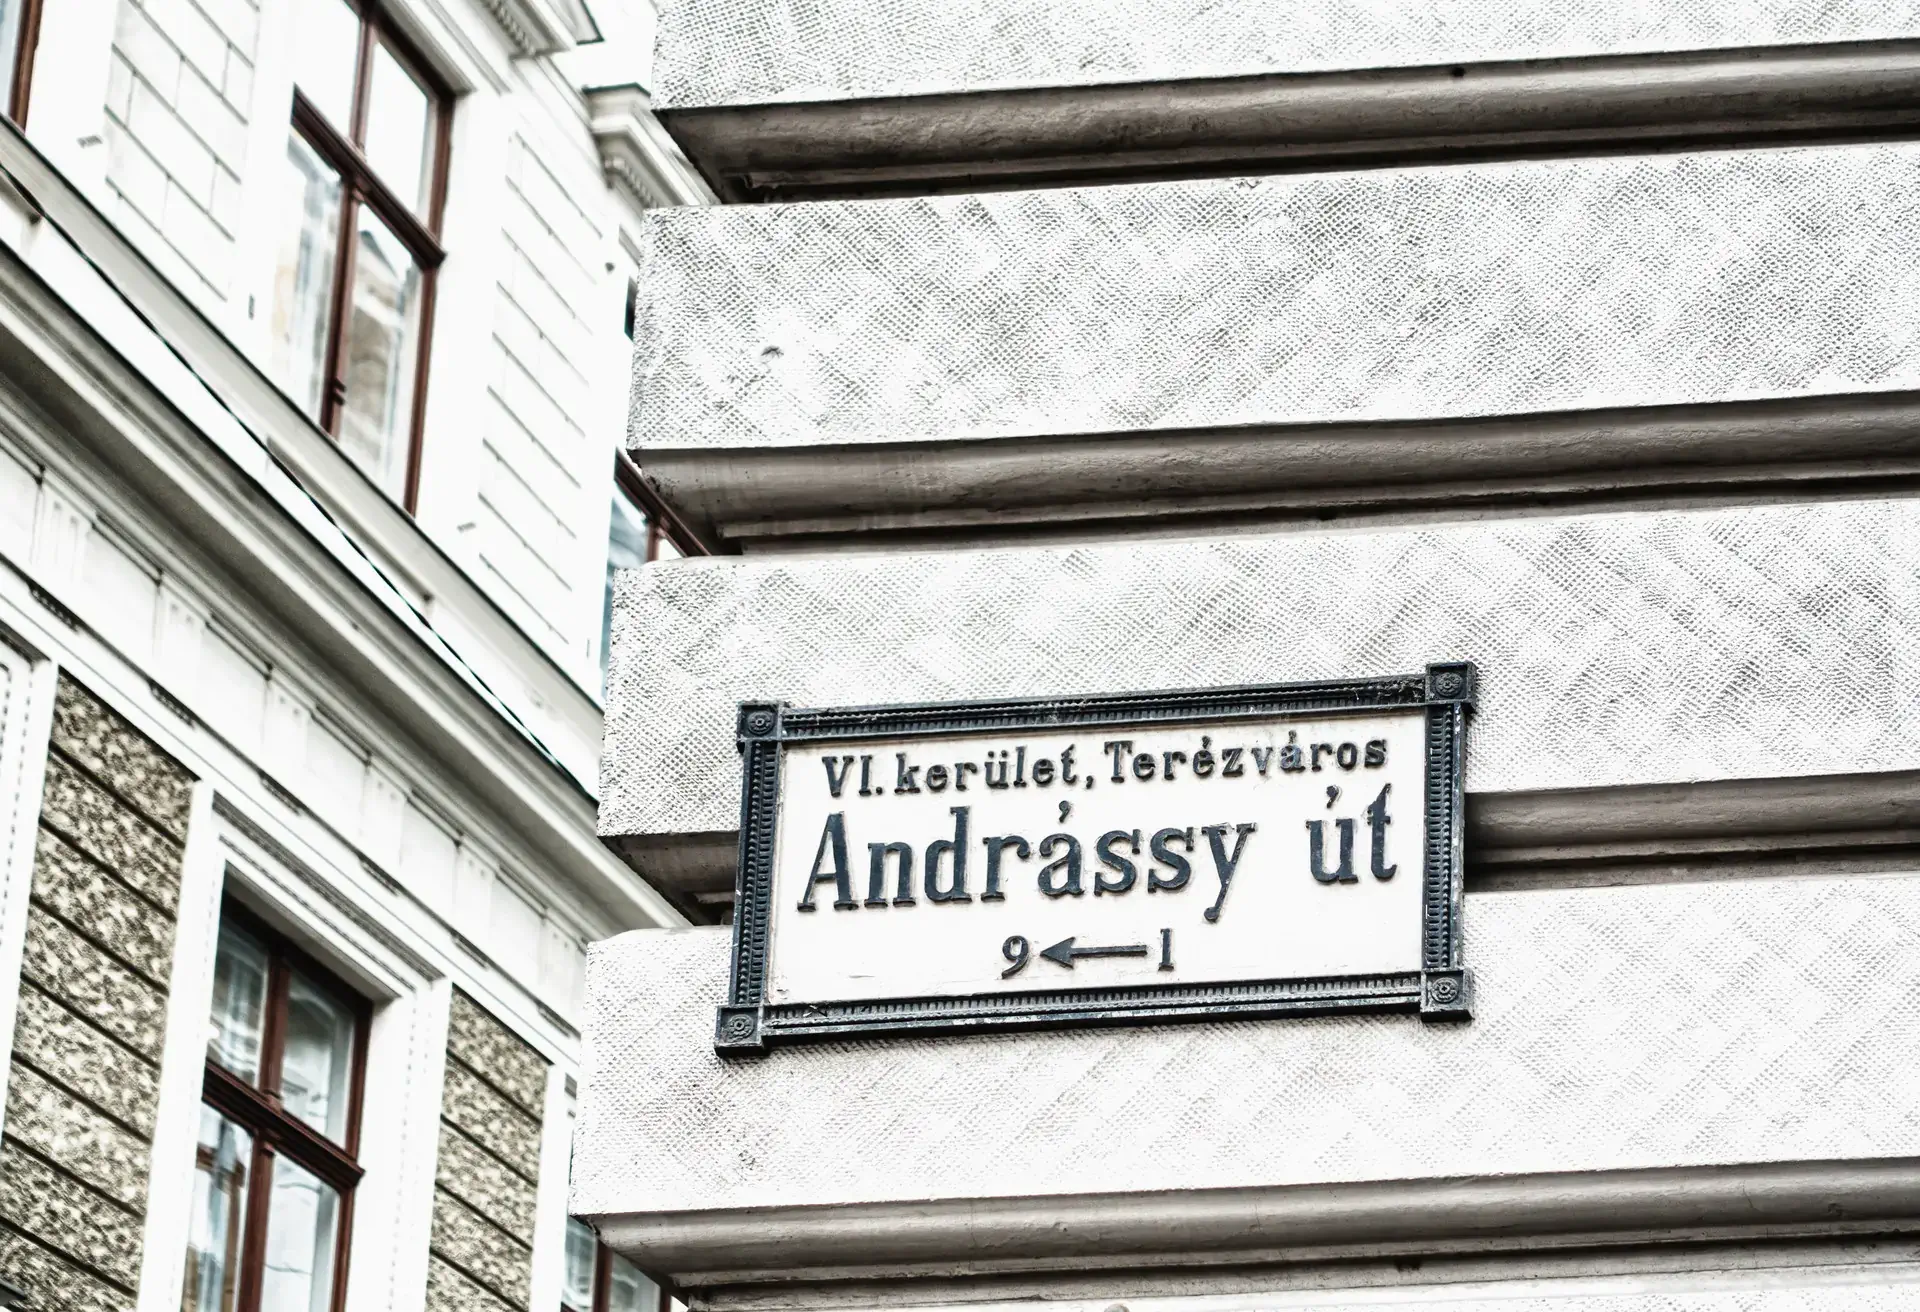 VI. kerület, Terézváros
Andrássy út
9 ← 1